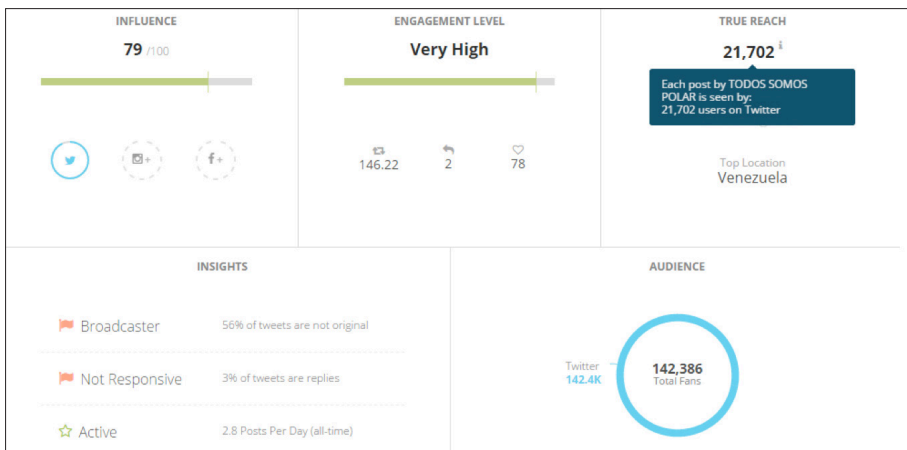 INFLUENCE
79 /100
ENGAGEMENT LEVEL
Very High
146.22
2
78
TRUE REACH
21,702 i
Each post by TODOS SOMOS
POLAR is seen by:
21,702 users on Twitter
Top Location
Venezuela
INSIGHTS
Broadcaster 56% of tweets are not original
Not Responsive 3% of tweets are replies
Active 2.8 Posts Per Day (all-time)
AUDIENCE
Twitter
142.4K
142,386
Total Fans